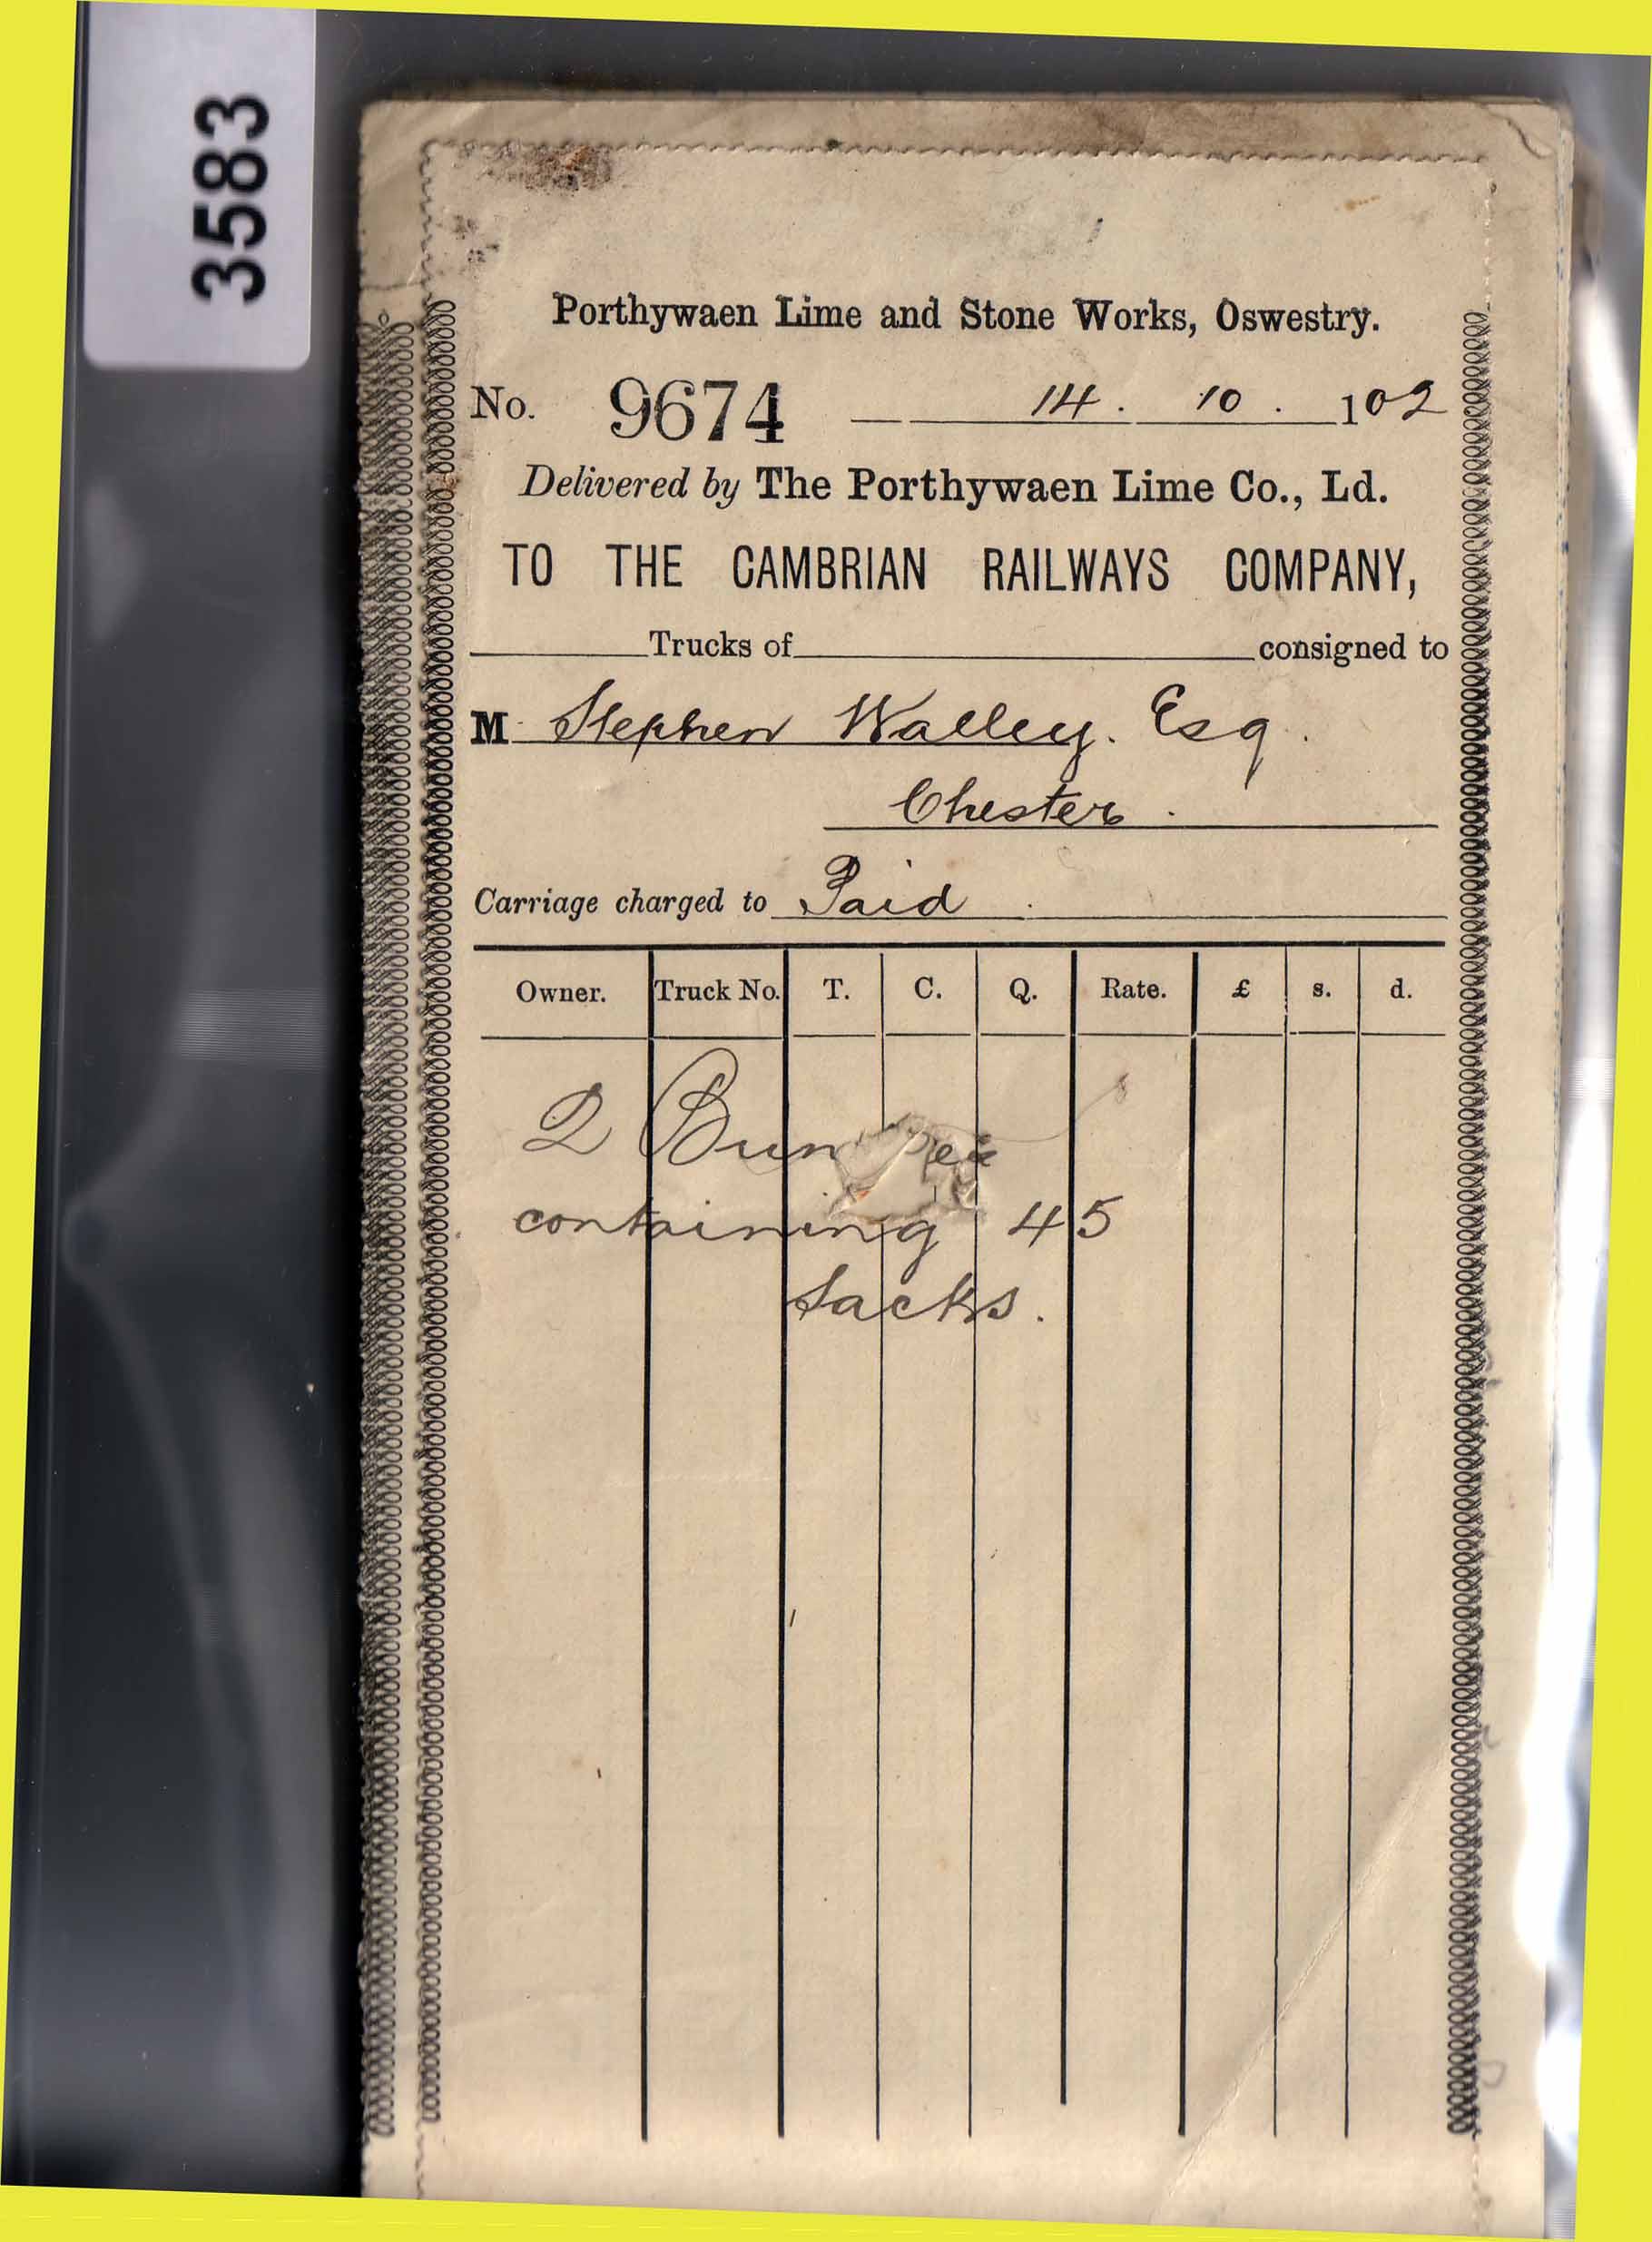 3583
Porthywaen Lime and Stone Works, Oswestry.
No. 9674 14. 10. 102
Delivered by The Porthywaen Lime Co., Ld.
TO THE CAMBRIAN RAILWAYS COMPANY,
Trucks of consigned to
M Stephen Walley. Esq.
Chester.
Carriage charged to Paid.
Owner. Truck No. T. C. Q. Rate. £ s. d.
2
containing 45
Sacks.